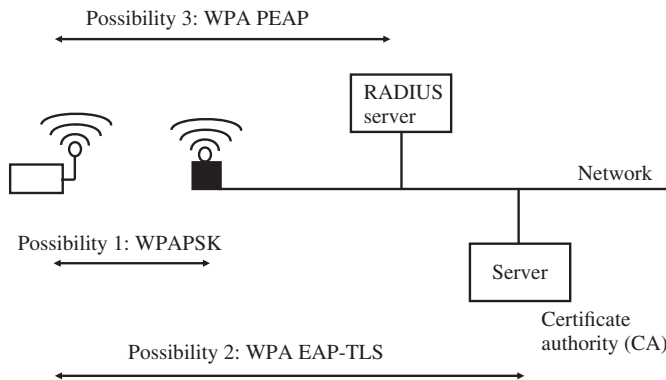 Possibility 3: WPA PEAP
RADIUS
server
Network
Possibility 1: WPAPSK
Server
Certificate
authority (CA)
Possibility 2: WPA EAP-TLS